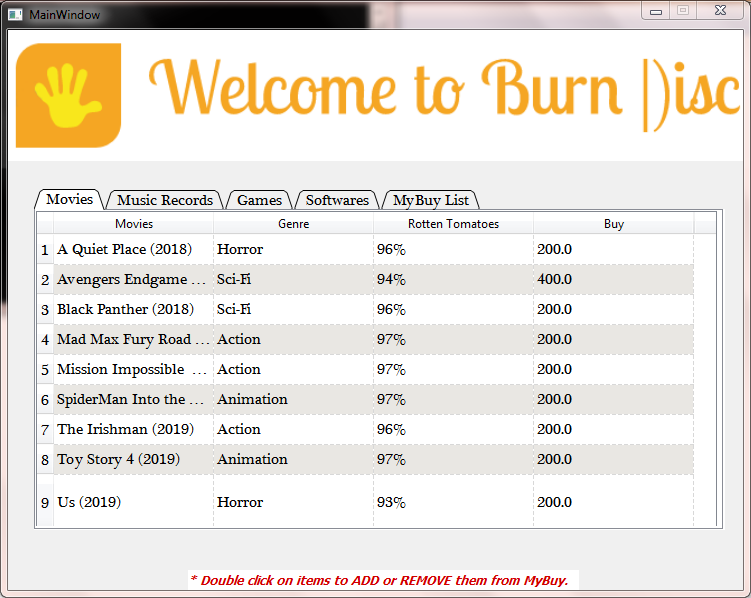 MainWindow
Welcome to Burn Disc
Movies Music Records Games Softwares MyBuy List
Movies Genre Rotten Tomatoes Buy
1 A Quiet Place (2018) Horror 96% 200.0
2 Avengers Endgame ... Sci-Fi 94% 400.0
3 Black Panther (2018) Sci-Fi 96% 200.0
4 Mad Max Fury Road ... Action 97% 200.0
5 Mission Impossible ... Action 97% 200.0
6 SpiderMan Into the ... Animation 97% 200.0
7 The Irishman (2019) Action 96% 200.0
8 Toy Story 4 (2019) Animation 97% 200.0
9 Us (2019) Horror 93% 200.0
* Double click on items to ADD or REMOVE them from MyBuy.